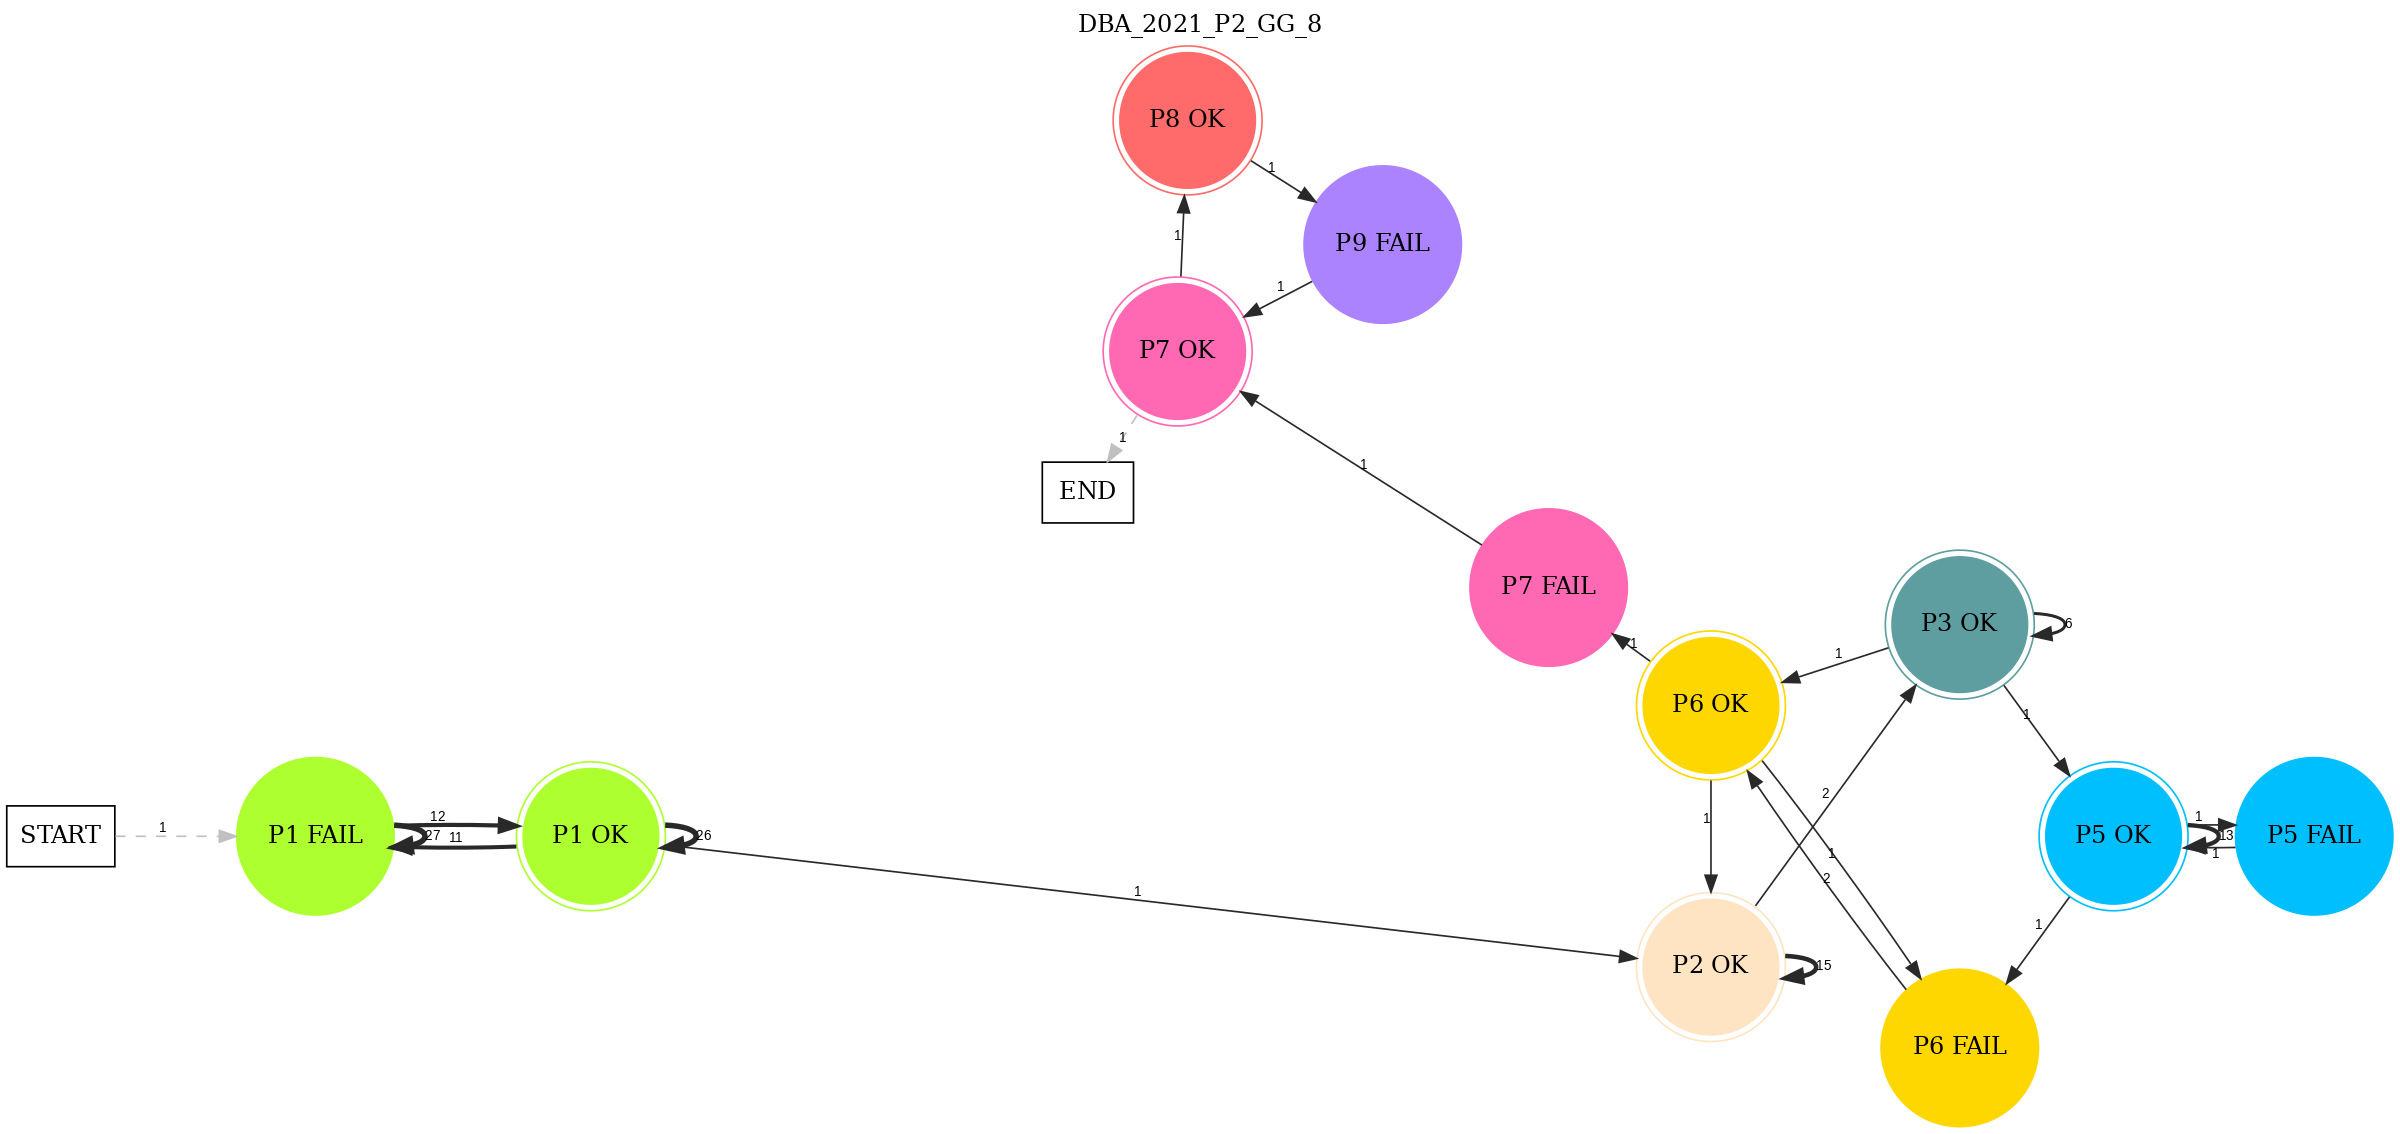 DBA_2021_P2_GG_8
P8 OK
1
P9 FAIL
1
1
P7 OK
1
END
1
P7 FAIL
P3 OK
6
1
1
P6 OK
1
2
1
START
1
P1 FAIL
27
12
11
P1 OK
26
1
1
1
2
P5 OK
13
1
1
P5 FAIL
1
P2 OK
15
P6 FAIL